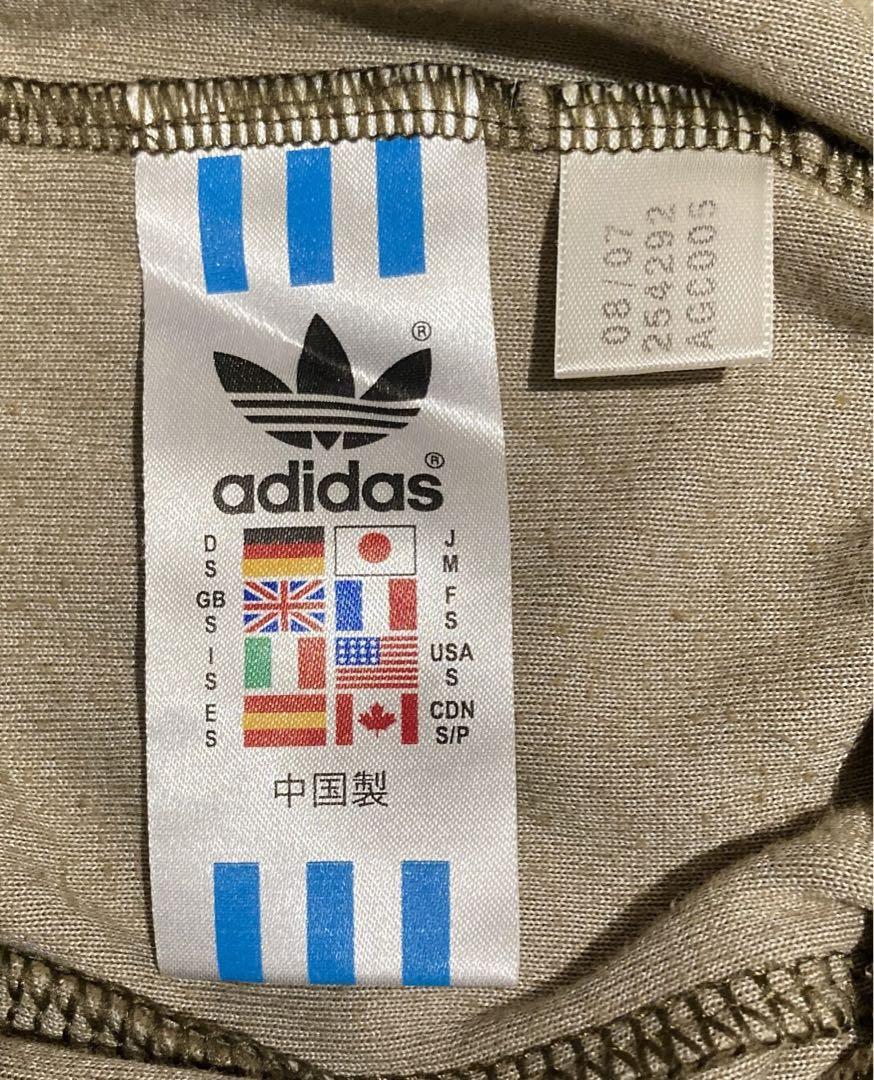 ®
adidas®
D
S
J
M
GB
S
F
S
I
S
USA
S
E
S
CDN
S/P
中国製
08/07
254292
AGC005